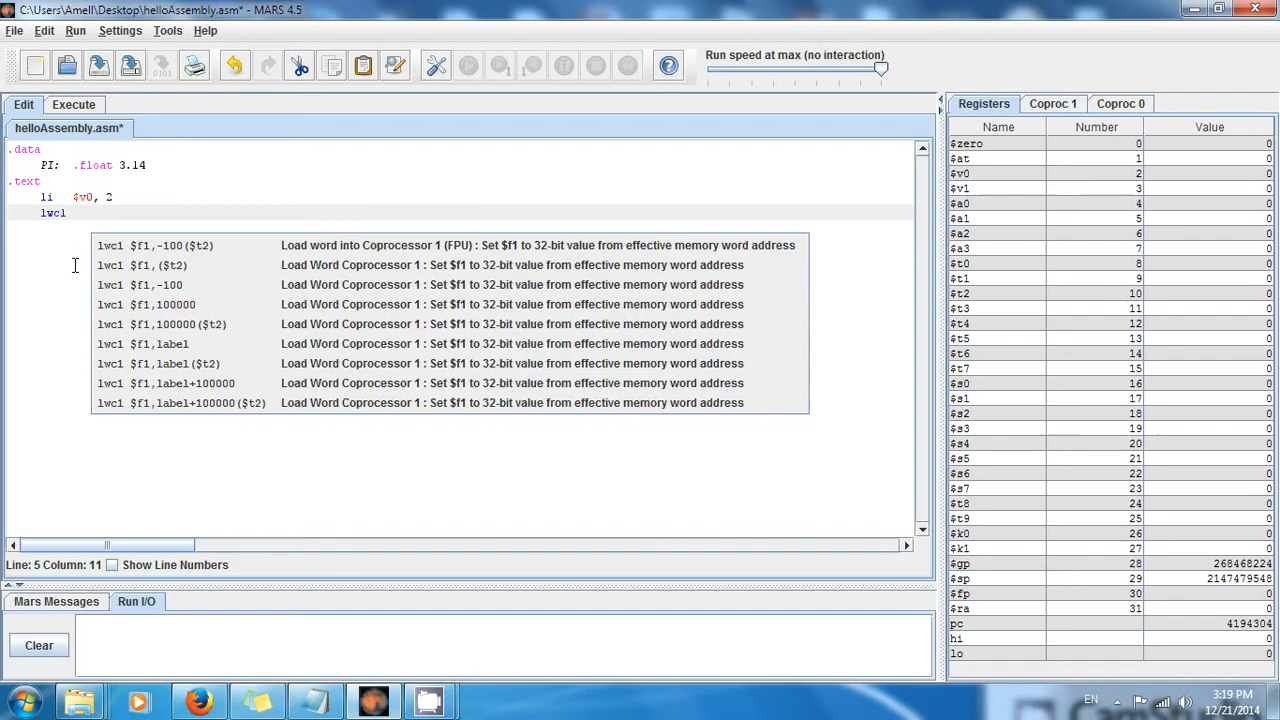 C:\Users\Amell\Desktop\helloAssembly.asm* - MARS 4.5
File Edit Run Settings Tools Help
Run speed at max (no interaction)
Edit Execute
helloAssembly.asm*
.data
PI: .float 3.14
.text
li $v0, 2
lwc1
lwc1 $f1,-100($t2) Load word into Coprocessor 1 (FPU) : Set $f1 to 32-bit value from effective memory word address
lwc1 $f1,($t2) Load Word Coprocessor 1 : Set $f1 to 32-bit value from effective memory word address
lwc1 $f1,-100 Load Word Coprocessor 1 : Set $f1 to 32-bit value from effective memory word address
lwc1 $f1,100000 Load Word Coprocessor 1 : Set $f1 to 32-bit value from effective memory word address
lwc1 $f1,100000($t2) Load Word Coprocessor 1 : Set $f1 to 32-bit value from effective memory word address
lwc1 $f1,label Load Word Coprocessor 1 : Set $f1 to 32-bit value from effective memory word address
lwc1 $f1,label($t2) Load Word Coprocessor 1 : Set $f1 to 32-bit value from effective memory word address
lwc1 $f1,label+100000 Load Word Coprocessor 1 : Set $f1 to 32-bit value from effective memory word address
lwc1 $f1,label+100000($t2) Load Word Coprocessor 1 : Set $f1 to 32-bit value from effective memory word address
Line: 5 Column: 11 Show Line Numbers
Mars Messages Run I/O
Clear
Registers Coproc 1 Coproc 0
Name Number Value
$zero 0 0
$at 1 0
$v0 2 0
$v1 3 0
$a0 4 0
$a1 5 0
$a2 6 0
$a3 7 0
$t0 8 0
$t1 9 0
$t2 10 0
$t3 11 0
$t4 12 0
$t5 13 0
$t6 14 0
$t7 15 0
$s0 16 0
$s1 17 0
$s2 18 0
$s3 19 0
$s4 20 0
$s5 21 0
$s6 22 0
$s7 23 0
$t8 24 0
$t9 25 0
$k0 26 0
$k1 27 0
$gp 28 268468224
$sp 29 2147479548
$fp 30 0
$ra 31 0
pc 4194304
hi 0
lo 0
EN 3:19 PM
12/21/2014